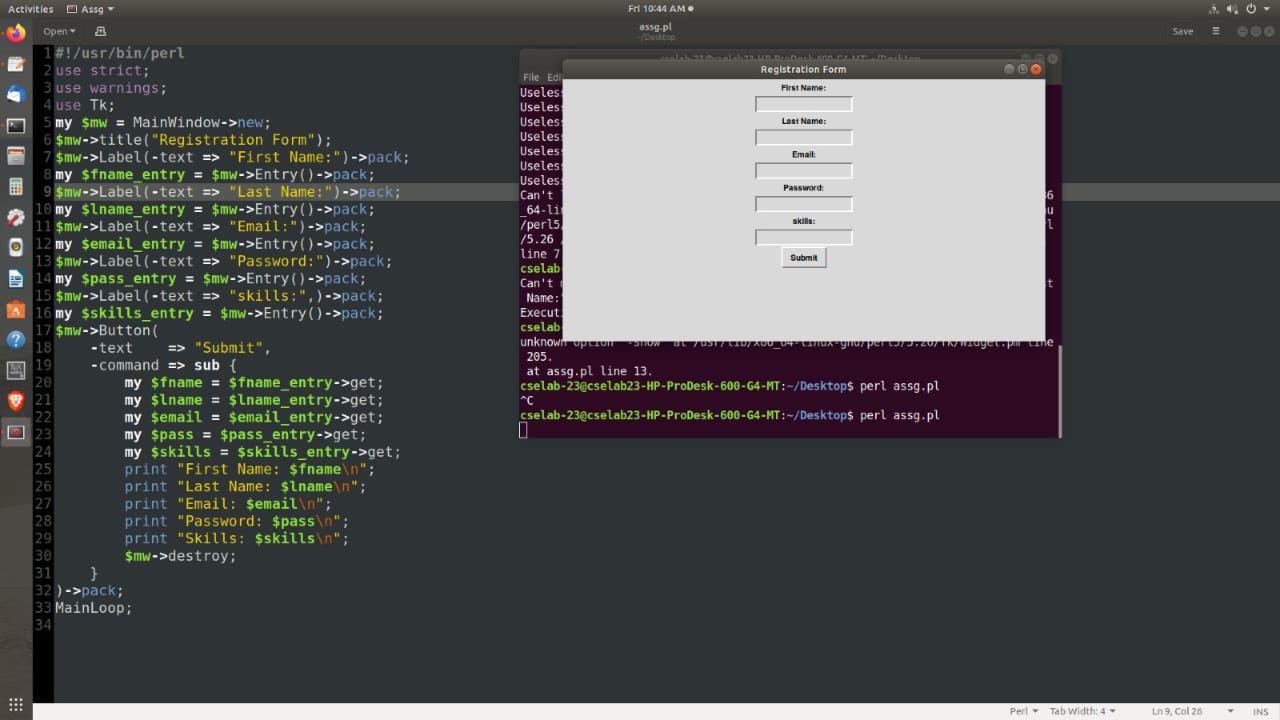 Activities Assg Fri 10:44 AM
Open assg.pl Save
~/Desktop
1 #!/usr/bin/perl
2 use strict;
3 use warnings;
4 use Tk;
5 my $mw = MainWindow->new;
6 $mw->title("Registration Form");
7 $mw->Label(-text => "First Name:")->pack;
8 my $fname_entry = $mw->Entry()->pack;
9 $mw->Label(-text => "Last Name:")->pack;
10 my $lname_entry = $mw->Entry()->pack;
11 $mw->Label(-text => "Email:")->pack;
12 my $email_entry = $mw->Entry()->pack;
13 $mw->Label(-text => "Password:")->pack;
14 my $pass_entry = $mw->Entry()->pack;
15 $mw->Label(-text => "skills:",)->pack;
16 my $skills_entry = $mw->Entry()->pack;
17 $mw->Button(
18     -text    => "Submit",
19     -command => sub {
20         my $fname = $fname_entry->get;
21         my $lname = $lname_entry->get;
22         my $email = $email_entry->get;
23         my $pass = $pass_entry->get;
24         my $skills = $skills_entry->get;
25         print "First Name: $fname\n";
26         print "Last Name: $lname\n";
27         print "Email: $email\n";
28         print "Password: $pass\n";
29         print "Skills: $skills\n";
30         $mw->destroy;
31     }
32 )->pack;
33 MainLoop;
34
cselab-23@cselab23-HP-ProDesk-600-G4-MT: ~/Desktop
File Edi
Useles
Useles
Useles
Useles
Useles
Useles
Useles
Can't
_64-li
/perl5
/5.26 /
line 7
cselab
Can't
Name:
Execut
cselab
unknown option "-show" at /usr/lib/x86_64-linux-gnu/perl5/5.26/Tk/Widget.pm line
205.
at assg.pl line 13.
cselab-23@cselab23-HP-ProDesk-600-G4-MT:~/Desktop$ perl assg.pl
^C
cselab-23@cselab23-HP-ProDesk-600-G4-MT:~/Desktop$ perl assg.pl
Registration Form
First Name:
Last Name:
Email:
Password:
skills:
Submit
Perl Tab Width: 4 Ln 9, Col 26 INS